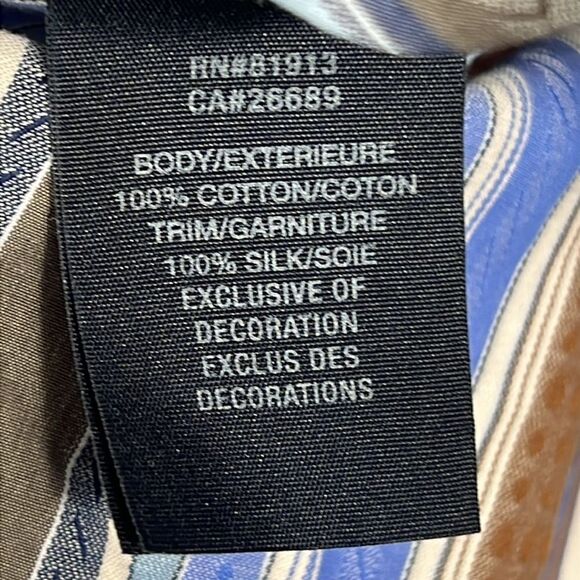 RN#81913
CA#26689
BODY/EXTERIEURE
100% COTTON/COTON
TRIM/GARNITURE
100% SILK/SOIE
EXCLUSIVE OF
DECORATION
EXCLUS DES
DECORATIONS